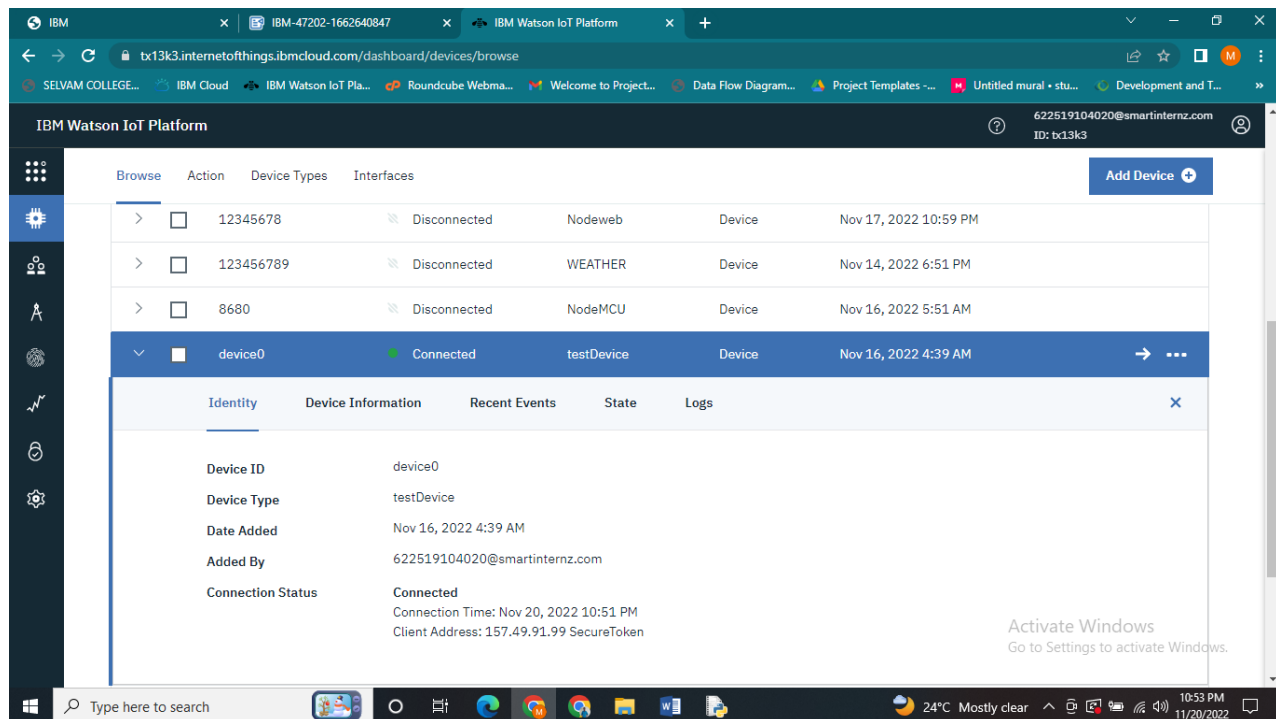 IBM
IBM-47202-1662640847
IBM Watson IoT Platform
tx13k3.internetofthings.ibmcloud.com/dashboard/devices/browse
M
SELVAM COLLEGE... IBM Cloud IBM Watson IoT Pla... Roundcube Webma... Welcome to Project... Data Flow Diagram... Project Templates -... Untitled mural • stu... Development and T... »
IBM Watson IoT Platform
622519104020@smartinternz.com
ID: tx13k3
Browse Action Device Types Interfaces
Add Device
12345678 Disconnected Nodeweb Device Nov 17, 2022 10:59 PM
123456789 Disconnected WEATHER Device Nov 14, 2022 6:51 PM
8680 Disconnected NodeMCU Device Nov 16, 2022 5:51 AM
device0 Connected testDevice Device Nov 16, 2022 4:39 AM
Identity Device Information Recent Events State Logs
Device ID device0
Device Type testDevice
Date Added Nov 16, 2022 4:39 AM
Added By 622519104020@smartinternz.com
Connection Status Connected
Connection Time: Nov 20, 2022 10:51 PM
Client Address: 157.49.91.99 SecureToken
Activate Windows
Go to Settings to activate Windows.
Type here to search
24°C Mostly clear
10:53 PM
11/20/2022